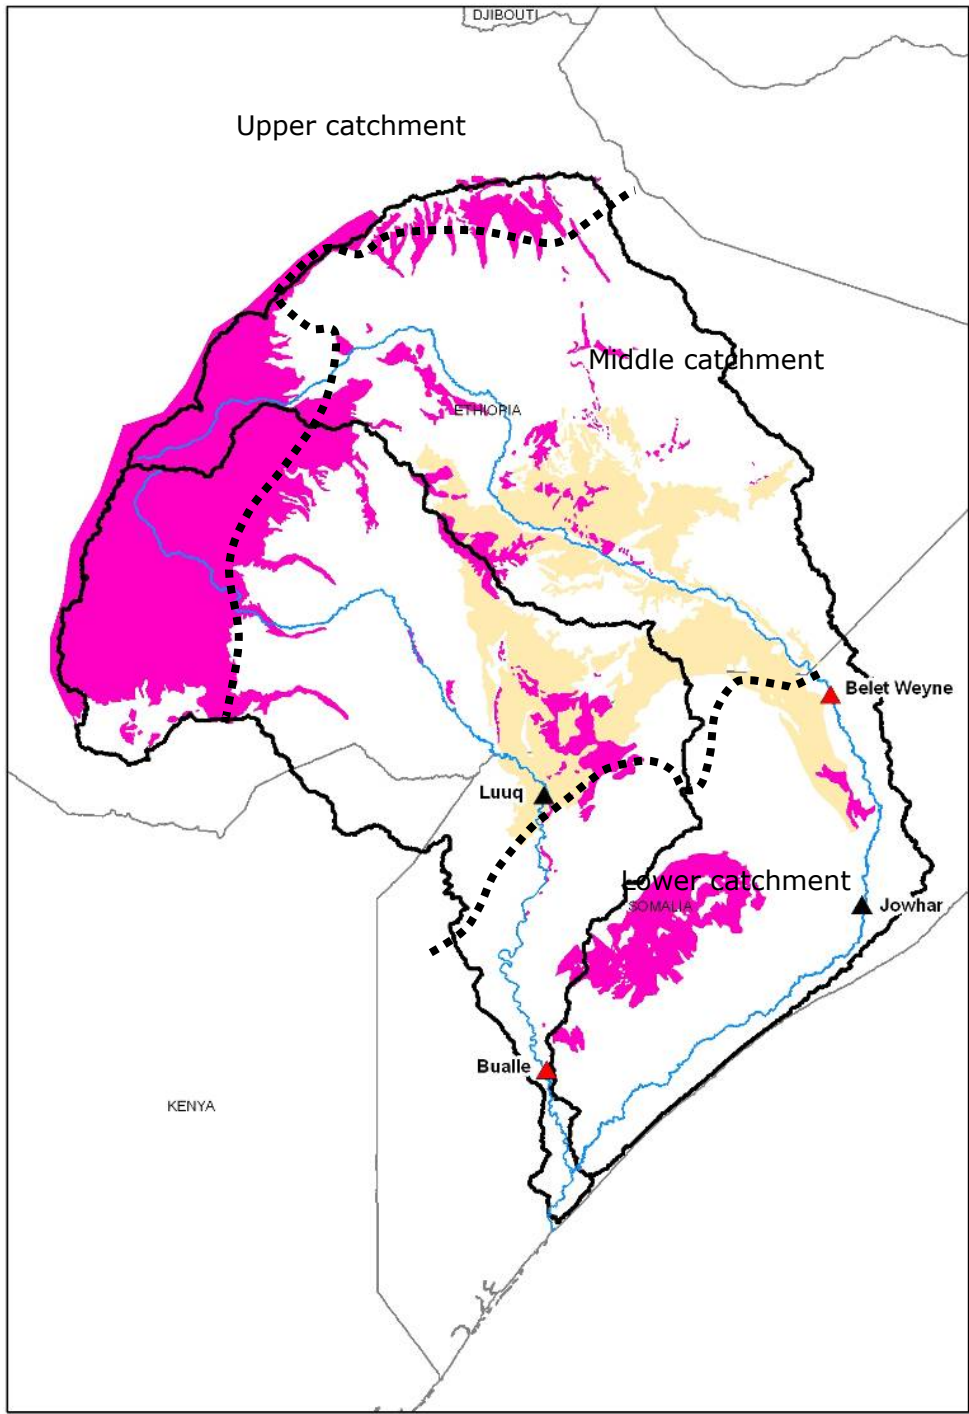 DJIBOUTI
Upper catchment
Middle catchment
ETHIOPIA
Belet Weyne
Luuq
Lower catchment
SOMALIA
Jowhar
Bualle
KENYA